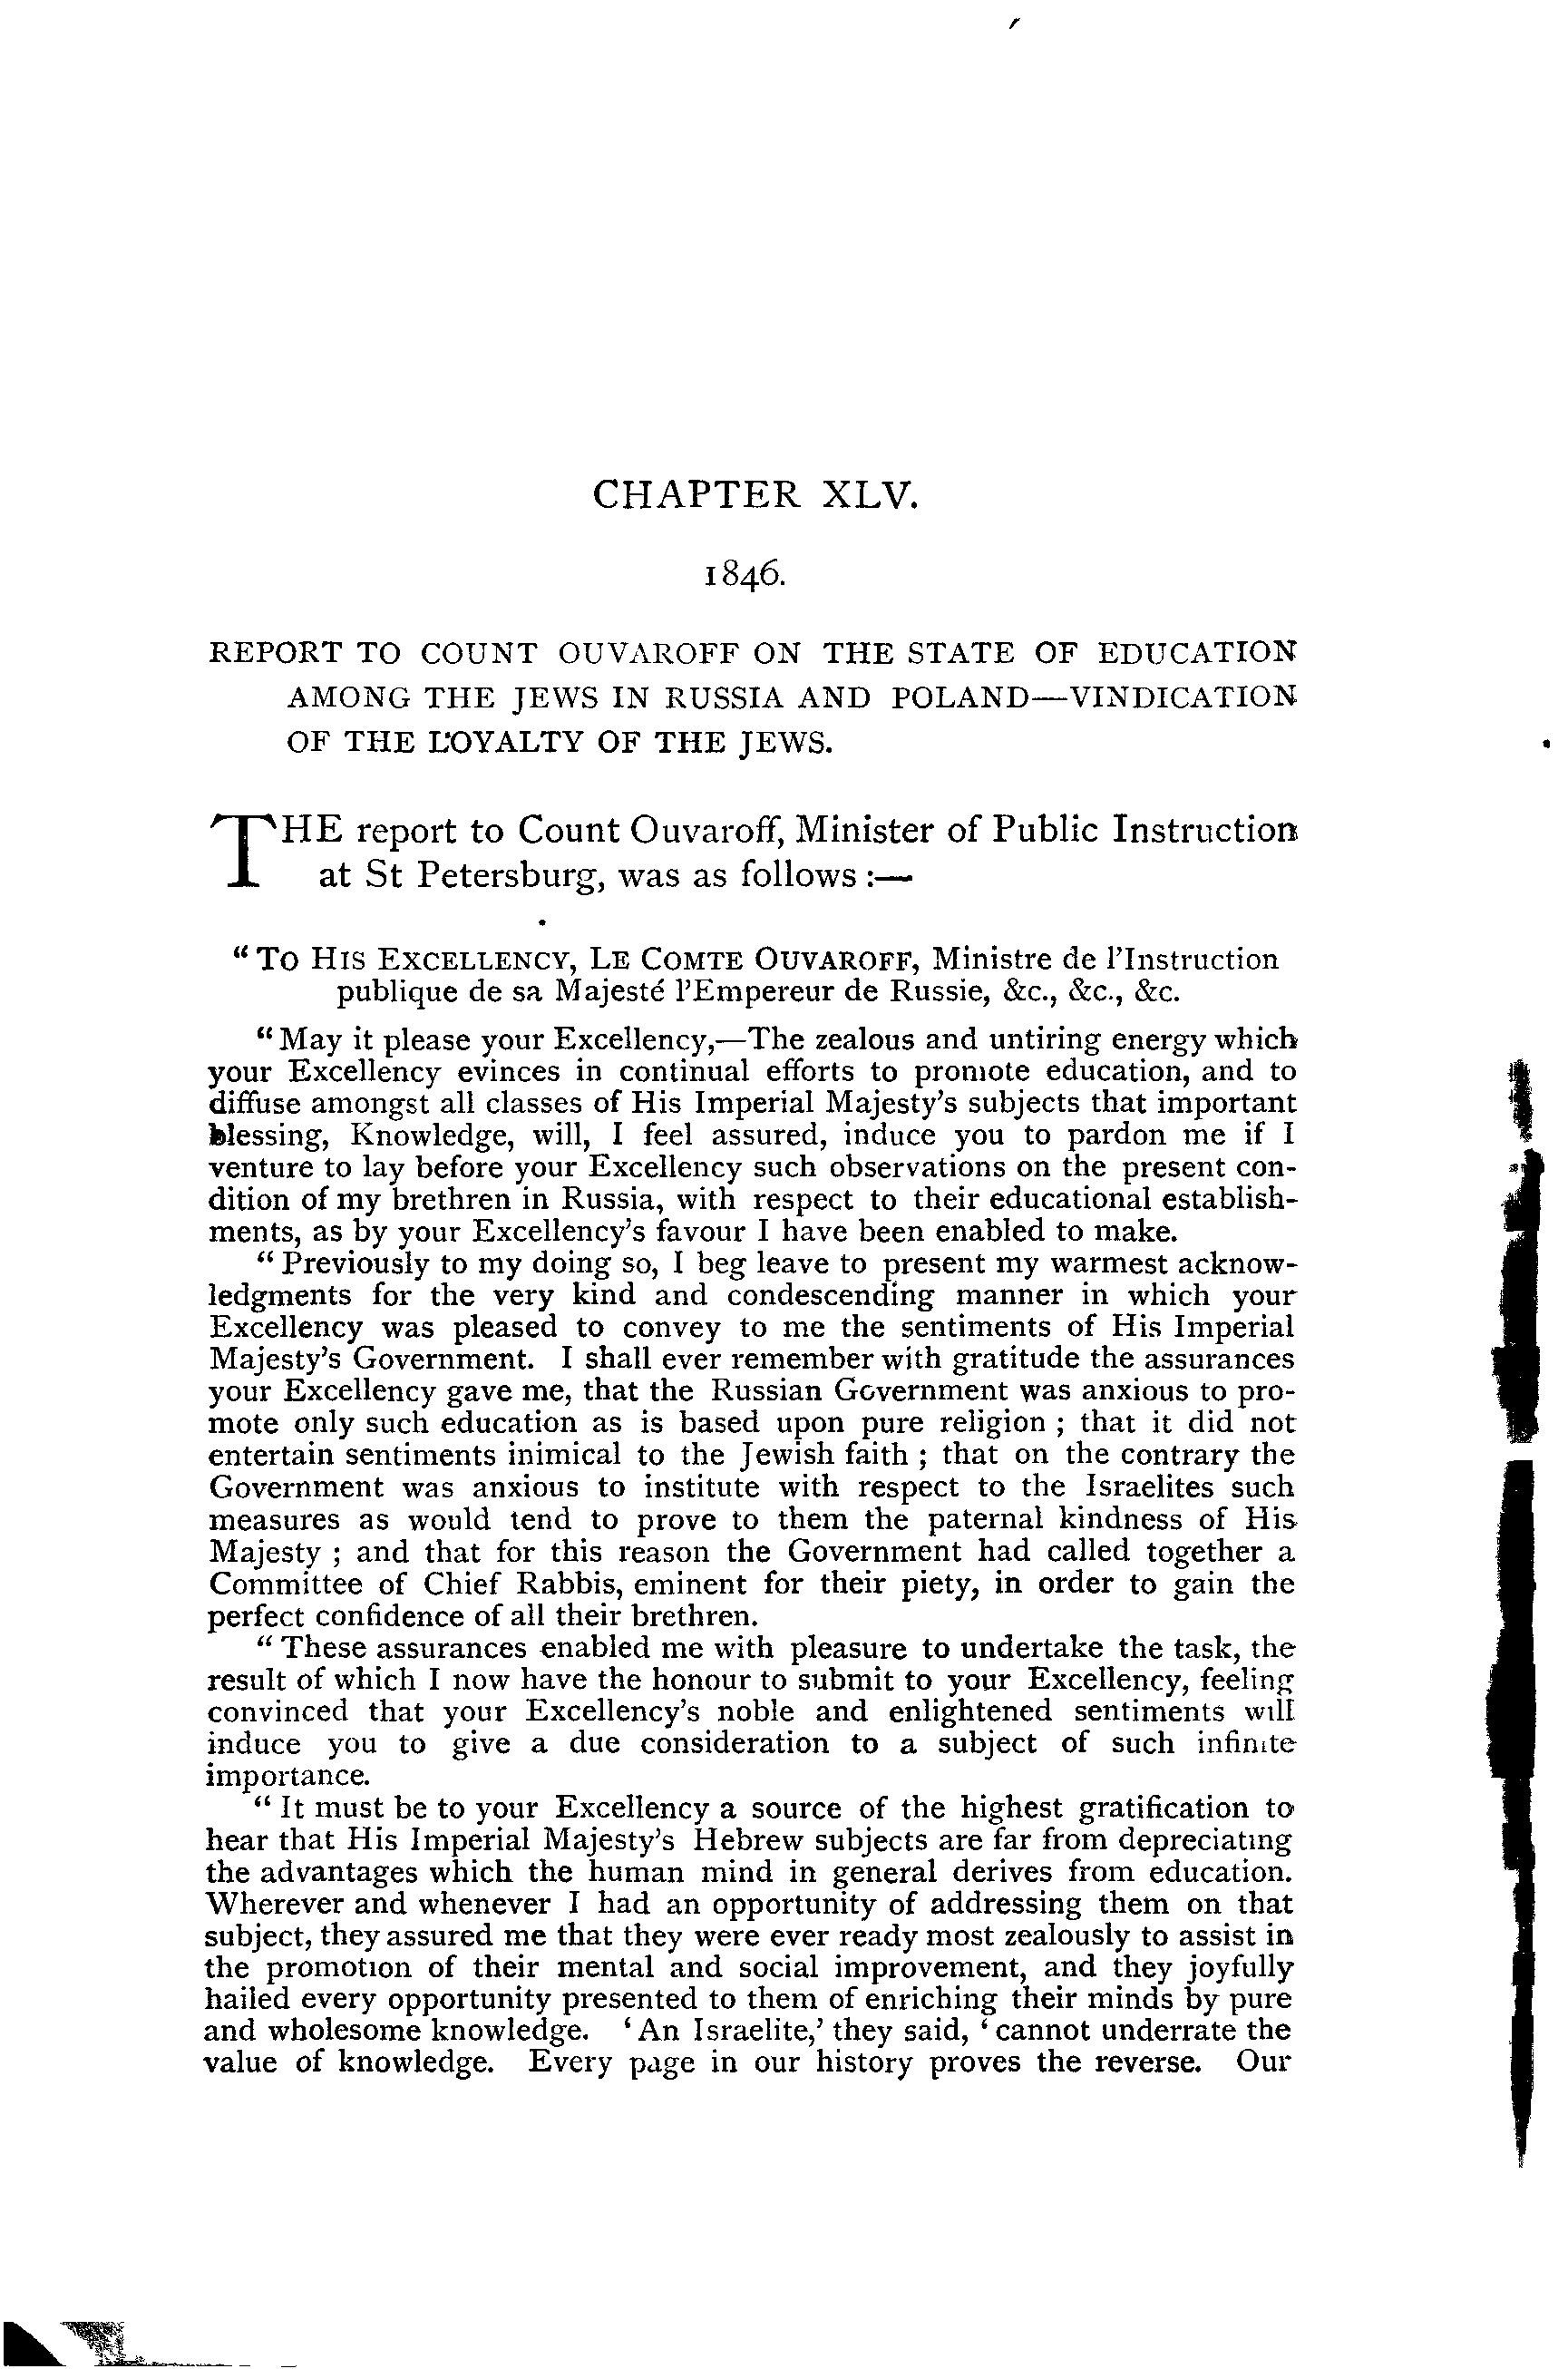 CHAPTER XLV.
1846.
REPORT TO COUNT OUVAROFF ON THE STATE OF EDUCATION
AMONG THE JEWS IN RUSSIA AND POLAND—VINDICATION
OF THE LOYALTY OF THE JEWS.
THE report to Count Ouvaroff, Minister of Public Instruction
at St Petersburg, was as follows :—
“ To His Excellency, Le Comte Ouvaroff, Ministre de l’Instruction
publique de sa Majesté l’Empereur de Russie, &c., &c., &c.
“ May it please your Excellency,—The zealous and untiring energy which
your Excellency evinces in continual efforts to promote education, and to
diffuse amongst all classes of His Imperial Majesty’s subjects that important
blessing, Knowledge, will, I feel assured, induce you to pardon me if I
venture to lay before your Excellency such observations on the present con-
dition of my brethren in Russia, with respect to their educational establish-
ments, as by your Excellency’s favour I have been enabled to make.
“ Previously to my doing so, I beg leave to present my warmest acknow-
ledgments for the very kind and condescending manner in which your
Excellency was pleased to convey to me the sentiments of His Imperial
Majesty’s Government. I shall ever remember with gratitude the assurances
your Excellency gave me, that the Russian Government was anxious to pro-
mote only such education as is based upon pure religion ; that it did not
entertain sentiments inimical to the Jewish faith ; that on the contrary the
Government was anxious to institute with respect to the Israelites such
measures as would tend to prove to them the paternal kindness of His
Majesty ; and that for this reason the Government had called together a
Committee of Chief Rabbis, eminent for their piety, in order to gain the
perfect confidence of all their brethren.
“ These assurances enabled me with pleasure to undertake the task, the
result of which I now have the honour to submit to your Excellency, feeling
convinced that your Excellency’s noble and enlightened sentiments will
induce you to give a due consideration to a subject of such infinite
importance.
“ It must be to your Excellency a source of the highest gratification to
hear that His Imperial Majesty’s Hebrew subjects are far from depreciating
the advantages which the human mind in general derives from education.
Wherever and whenever I had an opportunity of addressing them on that
subject, they assured me that they were ever ready most zealously to assist in
the promotion of their mental and social improvement, and they joyfully
hailed every opportunity presented to them of enriching their minds by pure
and wholesome knowledge. ‘ An Israelite,’ they said, ‘ cannot underrate the
value of knowledge. Every page in our history proves the reverse. Our